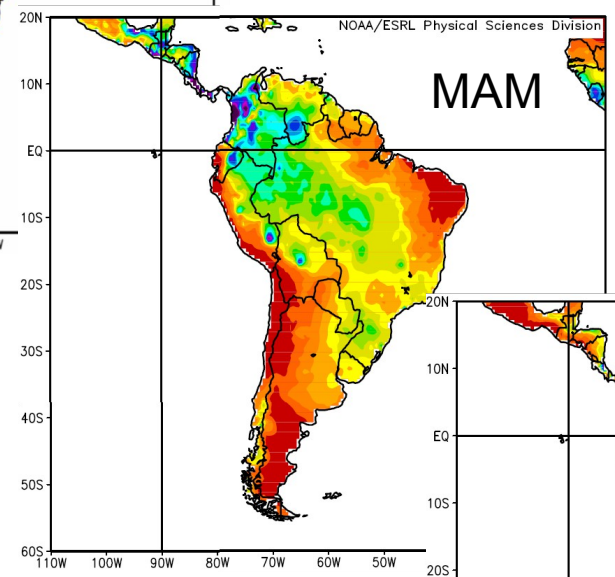 NOAA/ESRL Physical Sciences Division
MAM
20N
10N
EQ
10S
20S
30S
40S
50S
60S
110W 100W 90W 80W 70W 60W 50W
20N
10N
EQ
10S
20S